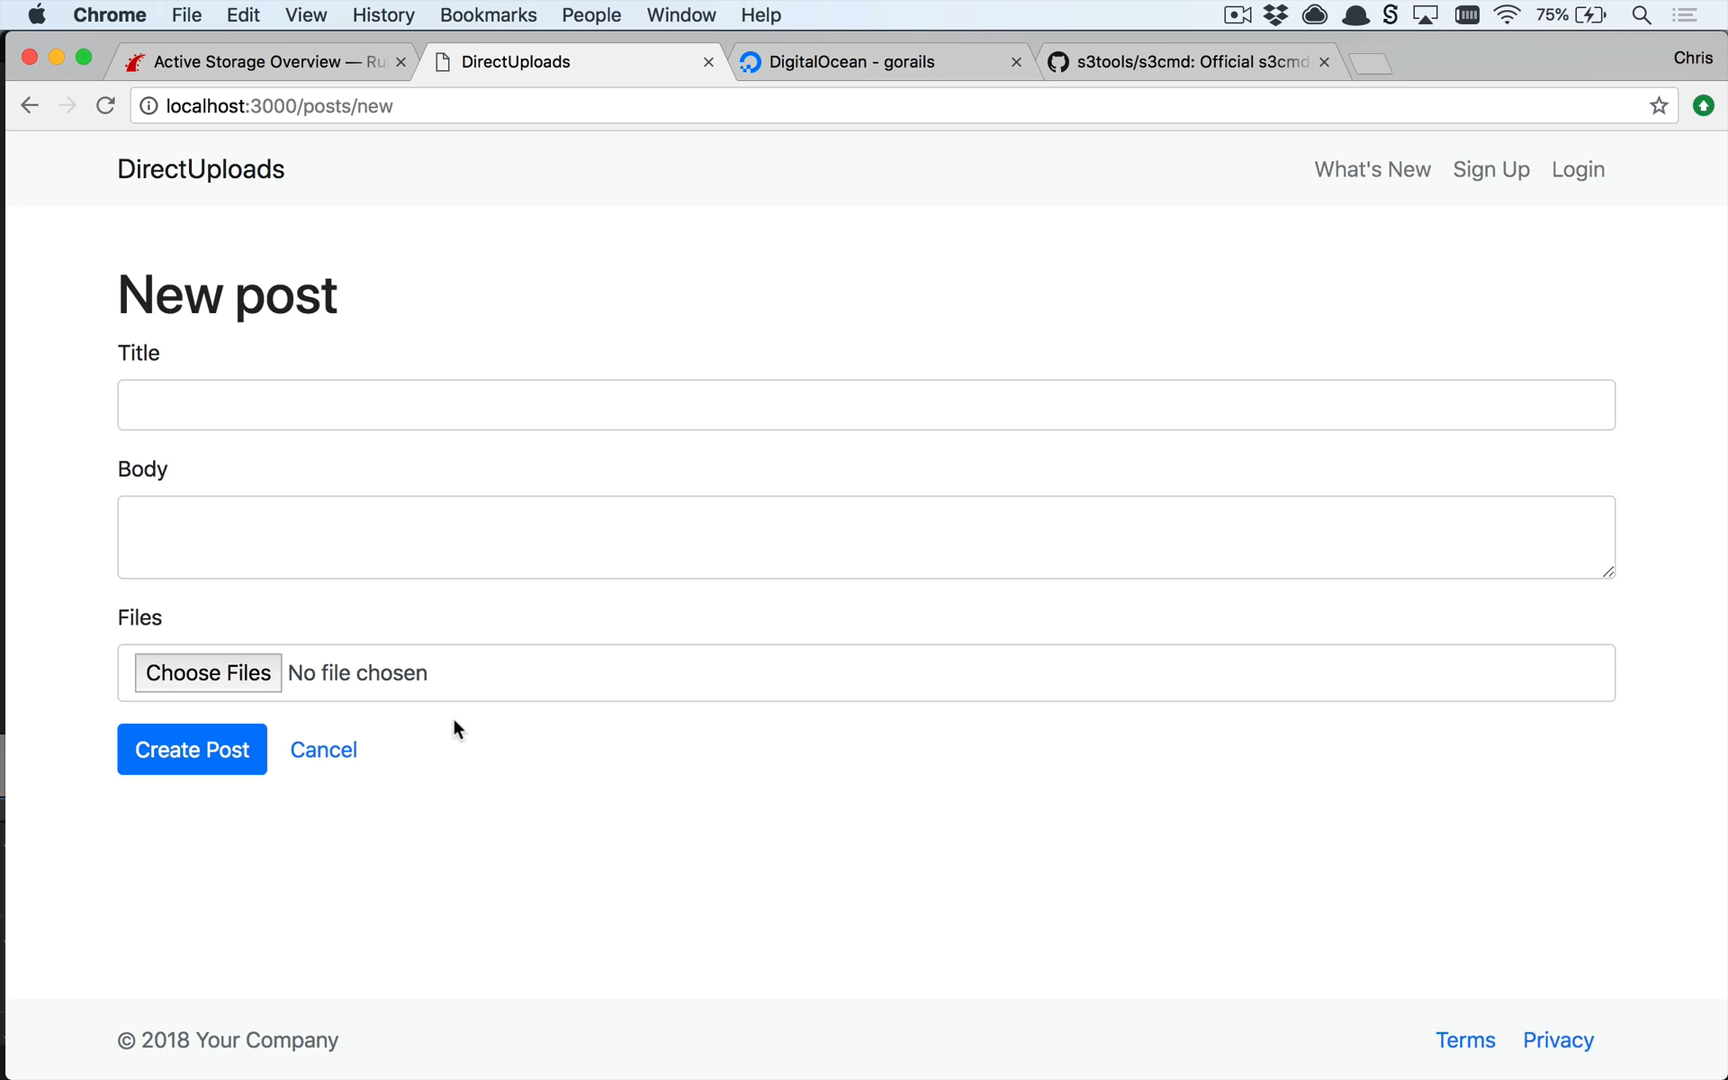 Chrome File Edit View History Bookmarks People Window Help 75%
Active Storage Overview — Ru DirectUploads DigitalOcean - gorails s3tools/s3cmd: Official s3cmd Chris
localhost:3000/posts/new
DirectUploads What's New Sign Up Login
New post
Title
Body
Files
Choose Files No file chosen
Create Post Cancel
© 2018 Your Company Terms Privacy